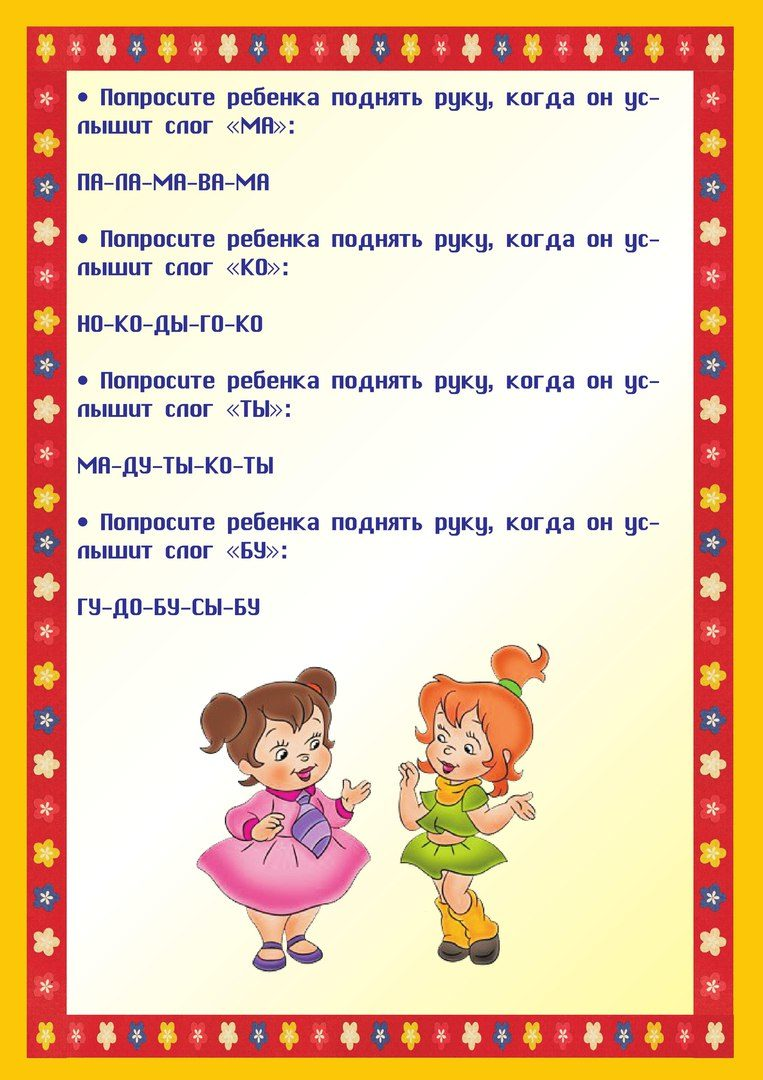 • Попросите ребенка поднять руку, когда он ус-
лышит слог «МА»:
ПА-ЛА-МА-ВА-МА
• Попросите ребенка поднять руку, когда он ус-
лышит слог «КО»:
НО-КО-ДЫ-ГО-КО
• Попросите ребенка поднять руку, когда он ус-
лышит слог «ТЫ»:
МА-ДУ-ТЫ-КО-ТЫ
• Попросите ребенка поднять руку, когда он ус-
лышит слог «БУ»:
ГУ-ДО-БУ-СЫ-БУ